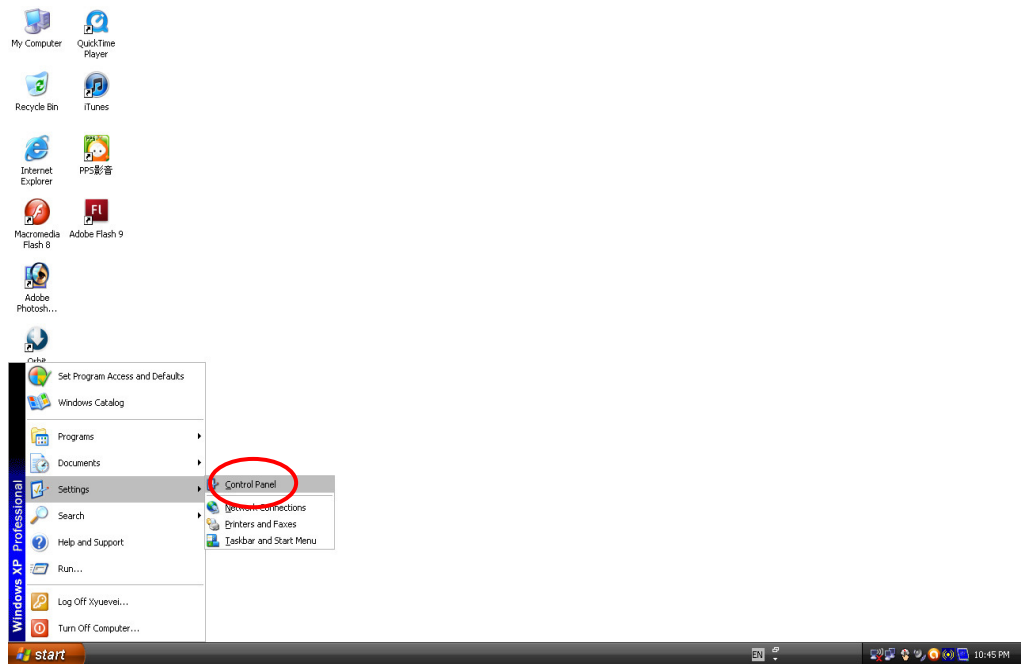 My Computer
QuickTime
Player
Recycle Bin
iTunes
Internet
Explorer
PPS影音
Macromedia
Flash 8
Adobe Flash 9
Adobe
Photosh...
Orbit
Set Program Access and Defaults
Windows Catalog
Programs
Documents
Settings
Search
Help and Support
Run...
Log Off Xyuevei...
Turn Off Computer...
Windows XP Professional
Control Panel
Network Connections
Printers and Faxes
Taskbar and Start Menu
start
EN
10:45 PM